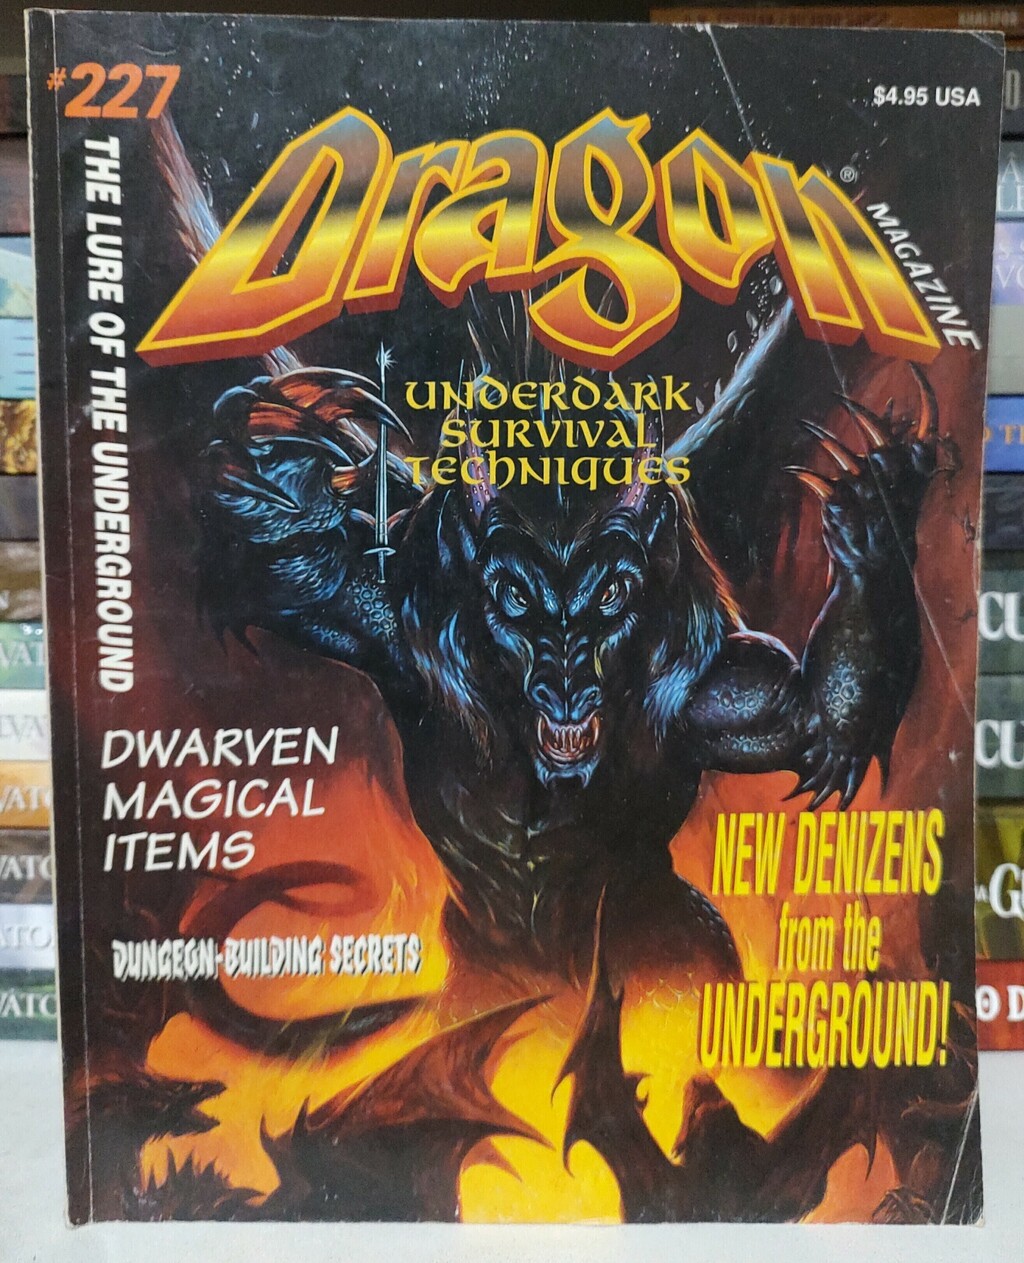 #227
$4.95 USA
Dragon®
MAGAZINE
THE LURE OF THE UNDERGROUND
UNDERDARK
SURVIVAL
TECHNIQUES
DWARVEN
MAGICAL
ITEMS
DUNGEON-BUILDING SECRETS
NEW DENIZENS
from the
UNDERGROUND!